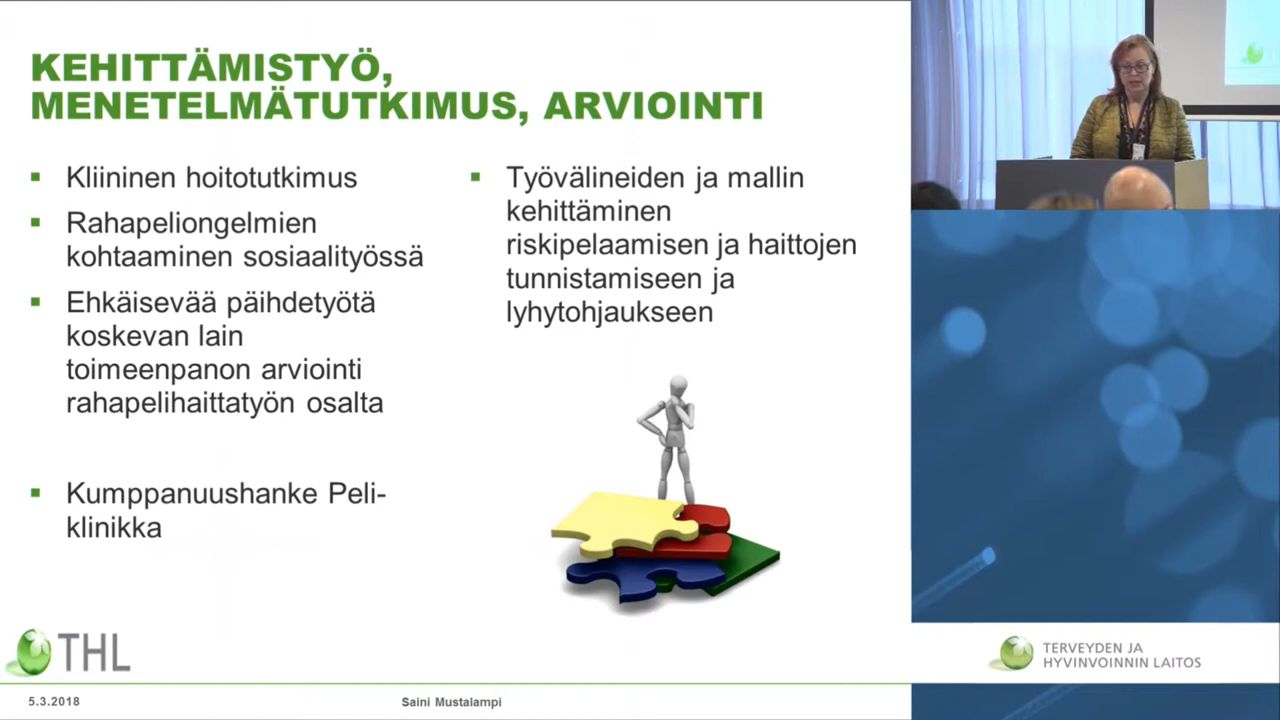 KEHITTÄMISTYÖ,
MENETELMÄTUTKIMUS, ARVIOINTI
Kliininen hoitotutkimus
Rahapeliongelmien
kohtaaminen sosiaalityössä
Ehkäisevää päihdetyötä
koskevan lain
toimeenpanon arviointi
rahapelihaittatyön osalta
Kumppanuushanke Peli-
klinikka
Työvälineiden ja mallin
kehittäminen
riskipelaamisen ja haittojen
tunnistamiseen ja
lyhytohjaukseen
THL
5.3.2018
Saini Mustalampi
TERVEYDEN JA
HYVINVOINNIN LAITOS